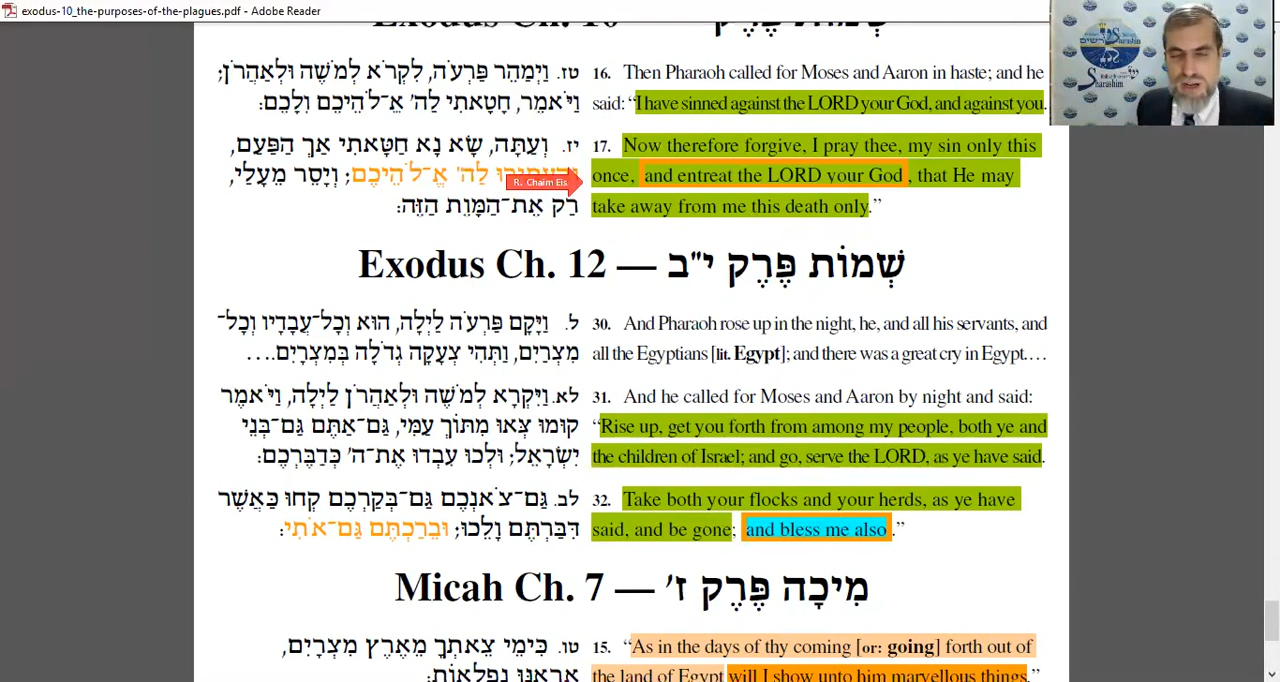 exodus-10_the-purposes-of-the-plagues.pdf - Adobe Reader
Exodus Ch. 10 — שְׁמוֹת פֶּרֶק
16. Then Pharaoh called for Moses and Aaron in haste; and he
said: “I have sinned against the LORD your God, and against you.
טז. וַיְמַהֵר פַּרְעֹה, לִקְרֹא לְמֹשֶׁה וּלְאַהֲרֹן;
וַיֹּאמֶר, חָטָאתִי לַה' אֱ־לֹהֵיכֶם וְלָכֶם:
17. Now therefore forgive, I pray thee, my sin only this
once, and entreat the LORD your God, that He may
take away from me this death only.”
יז. וְעַתָּה, שָׂא נָא חַטָּאתִי אַךְ הַפַּעַם,
לַה' אֱ־לֹהֵיכֶם; וְיָסֵר מֵעָלַי,
רַק אֶת־הַמָּוֶת הַזֶּה:
R. Chaim Eis.
Exodus Ch. 12 — שְׁמוֹת פֶּרֶק י"ב
30. And Pharaoh rose up in the night, he, and all his servants, and
all the Egyptians [lit. Egypt]; and there was a great cry in Egypt.…
ל. וַיָּקָם פַּרְעֹה לַיְלָה, הוּא וְכָל־עֲבָדָיו וְכָל־
מִצְרַיִם, וַתְּהִי צְעָקָה גְדֹלָה בְּמִצְרָיִם.…
31. And he called for Moses and Aaron by night and said:
“Rise up, get you forth from among my people, both ye and
the children of Israel; and go, serve the LORD, as ye have said.
לא. וַיִּקְרָא לְמֹשֶׁה וּלְאַהֲרֹן לַיְלָה, וַיֹּאמֶר
קוּמוּ צְּאוּ מִתּוֹךְ עַמִּי, גַּם־אַתֶּם גַּם־בְּנֵי
יִשְׂרָאֵל; וּלְכוּ עִבְדוּ אֶת־ה' כְּדַבֶּרְכֶם:
32. Take both your flocks and your herds, as ye have
said, and be gone; and bless me also.”
לב. גַּם־צֹאנְכֶם גַּם־בְּקַרְכֶם קְחוּ כַּאֲשֶׁר
דִּבַּרְתֶּם וָלֵכוּ; וּבֵרַכְתֶּם גַּם־אֹתִי:
Micah Ch. 7 — מִיכָה פֶּרֶק ז'
15. “As in the days of thy coming [or: going] forth out of
the land of Egypt will I show unto him marvellous things.”
טו. כִּימֵי צֵאתְךָ מֵאֶרֶץ מִצְרָיִם,
אַרְאֶנּוּ נִפְלָאוֹת: